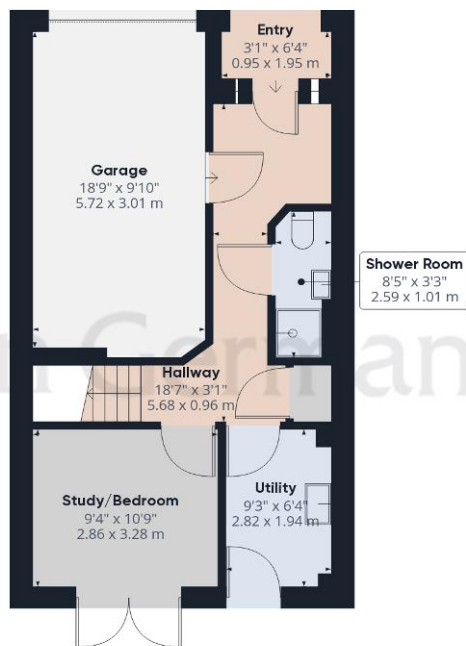 Entry
3'1" x 6'4"
0.95 x 1.95 m
Garage
18'9" x 9'10"
5.72 x 3.01 m
Shower Room
8'5" x 3'3"
2.59 x 1.01 m
Hallway
18'7" x 3'1"
5.68 x 0.96 m
Study/Bedroom
9'4" x 10'9"
2.86 x 3.28 m
Utility
9'3" x 6'4"
2.82 x 1.94 m